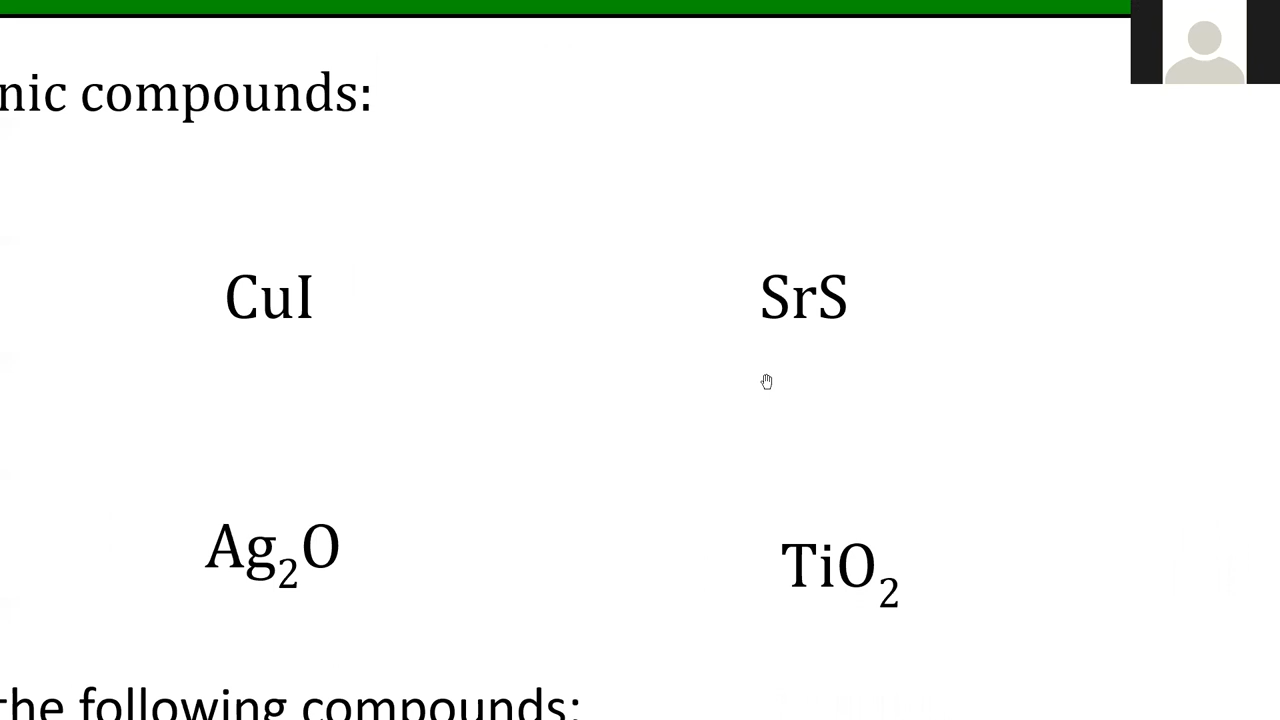 nic compounds:
CuI SrS
Ag₂O TiO₂
the following compounds: